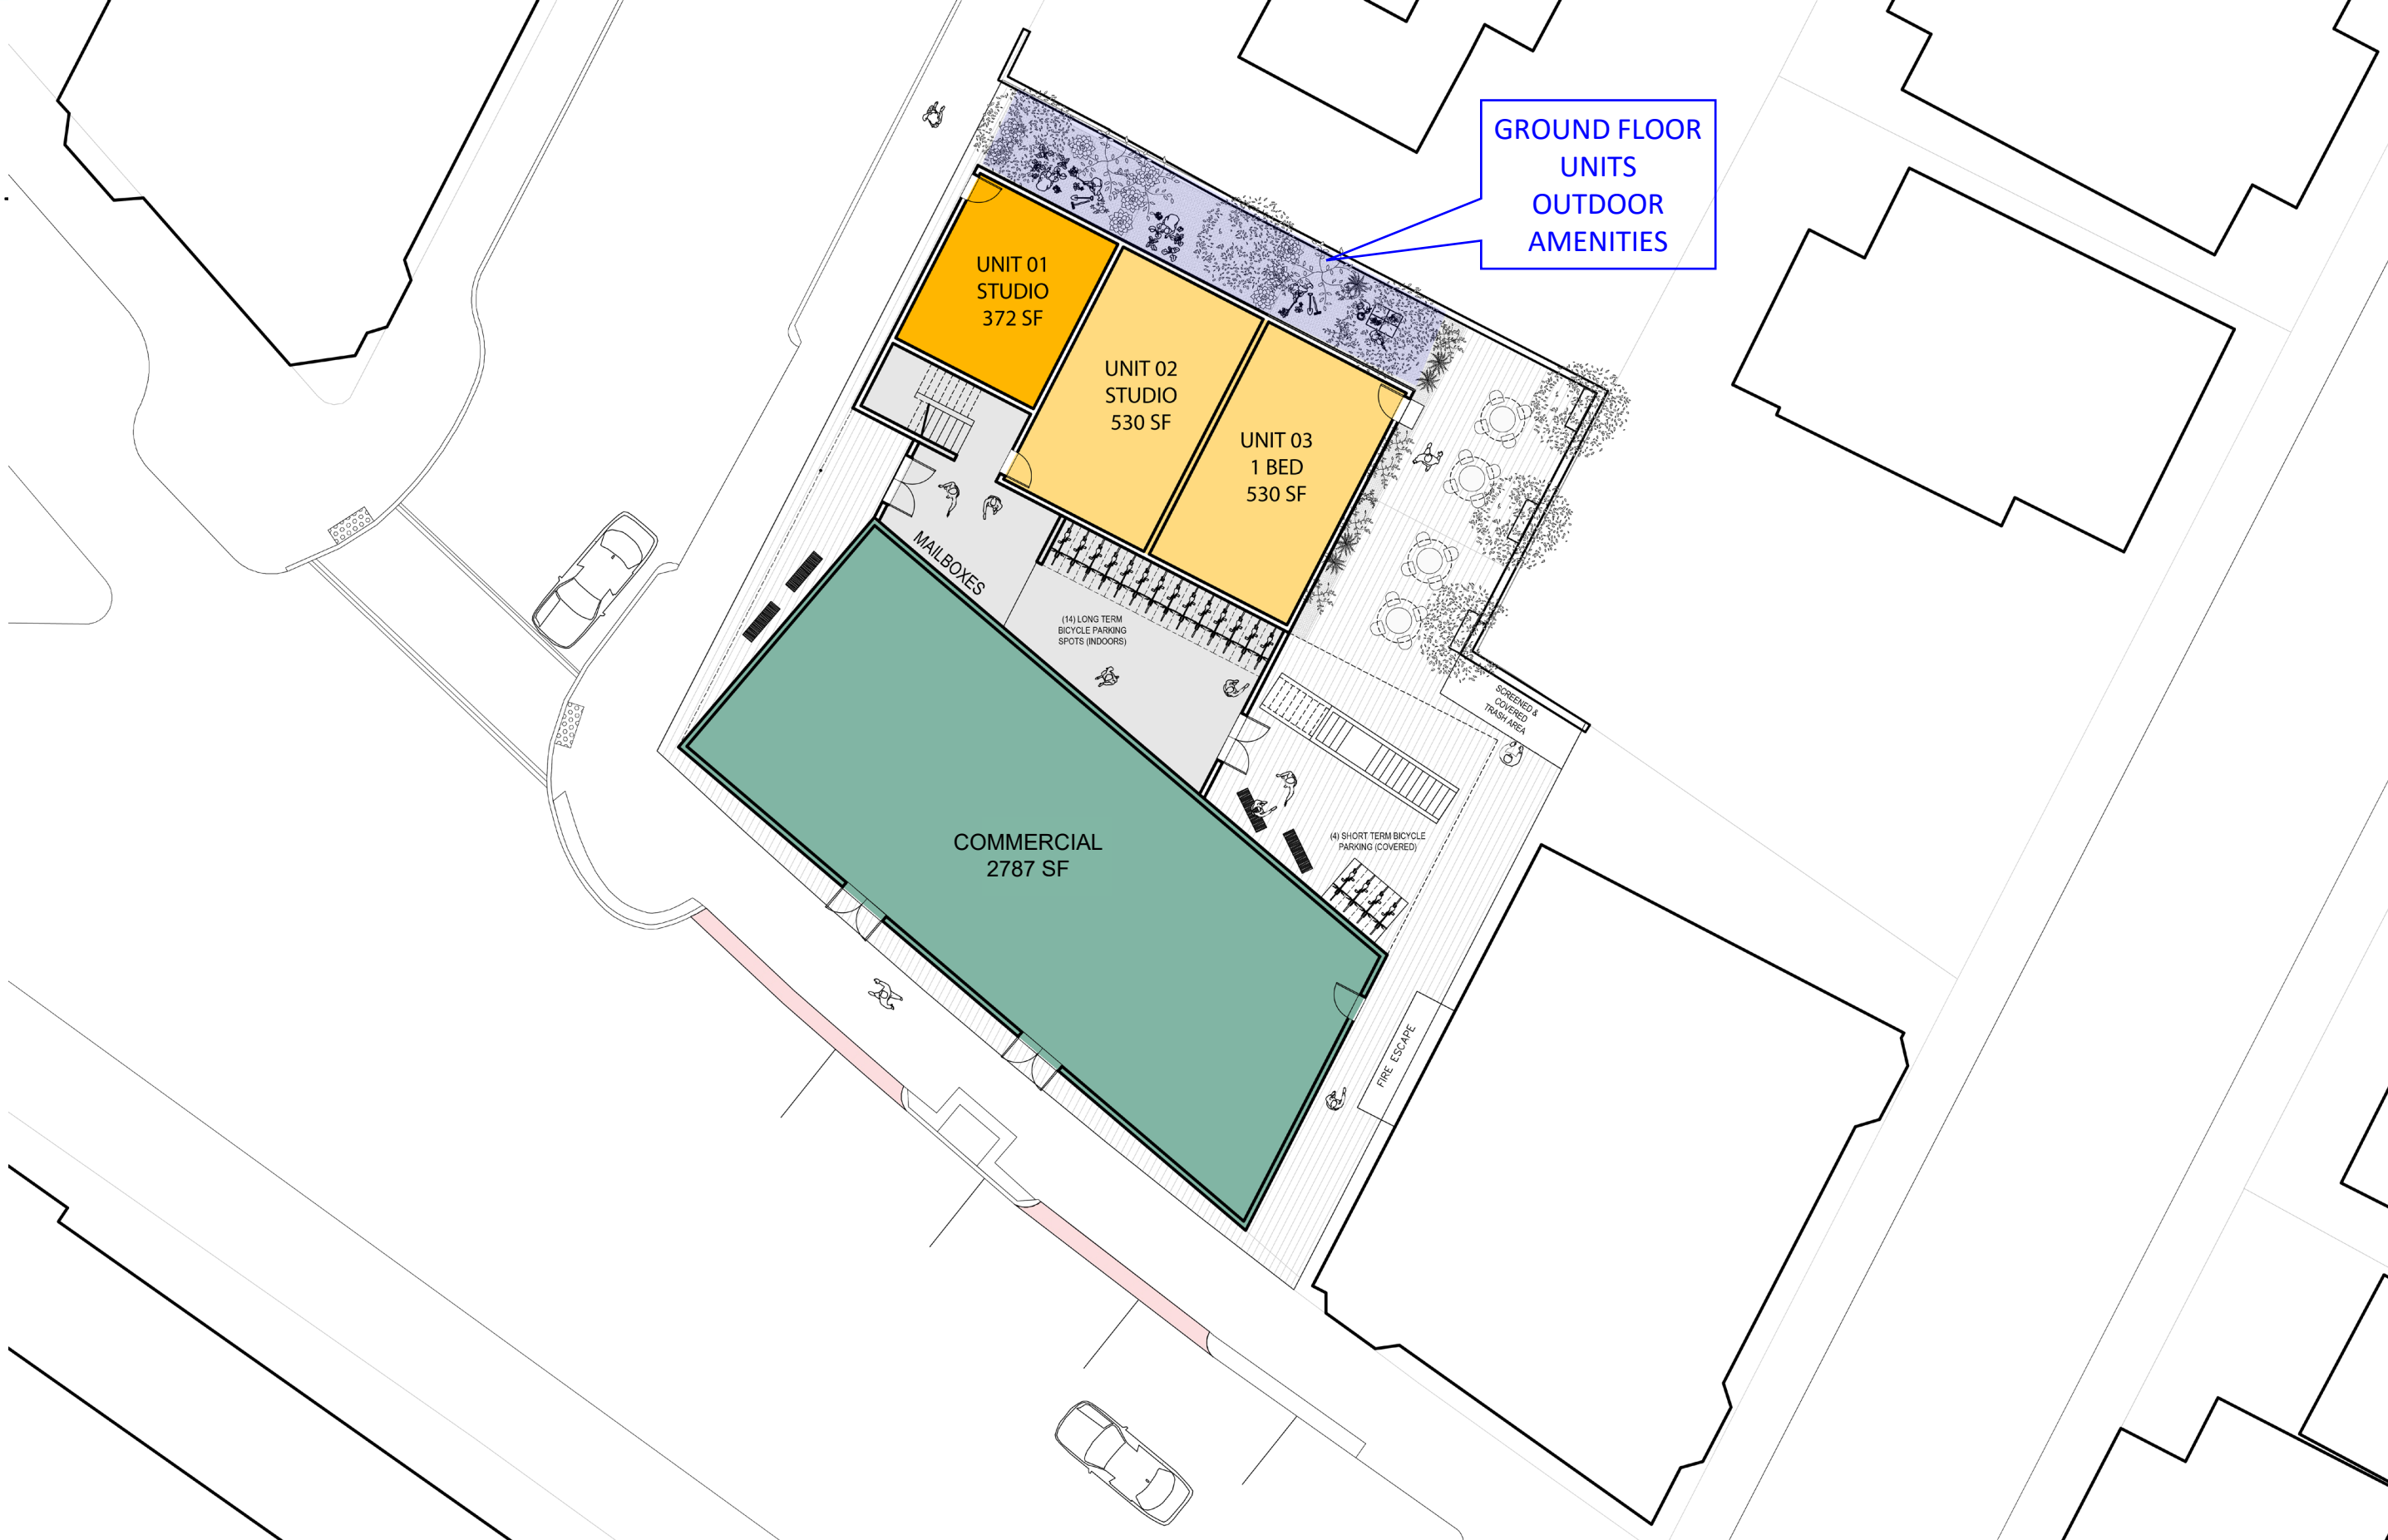 GROUND FLOOR
UNITS
OUTDOOR
AMENITIES
UNIT 01
STUDIO
372 SF
UNIT 02
STUDIO
530 SF
UNIT 03
1 BED
530 SF
MAILBOXES
(14) LONG TERM
BICYCLE PARKING
SPOTS (INDOORS)
SCREENED &
COVERED
TRASH AREA
(4) SHORT TERM BICYCLE
PARKING (COVERED)
COMMERCIAL
2787 SF
FIRE ESCAPE